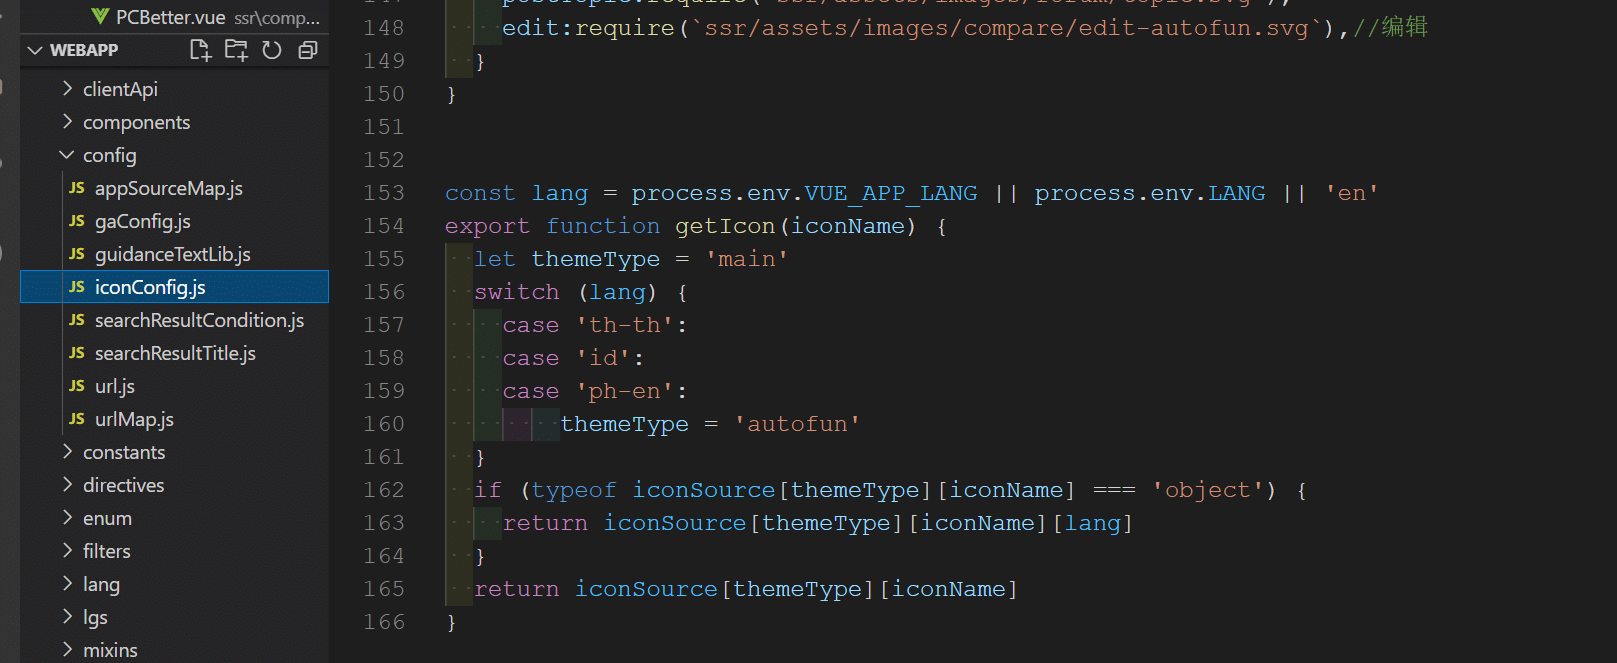 PCBetter.vue ssr\comp...
WEBAPP
clientApi
components
config
JS appSourceMap.js
JS gaConfig.js
JS guidanceTextLib.js
JS iconConfig.js
JS searchResultCondition.js
JS searchResultTitle.js
JS url.js
JS urlMap.js
constants
directives
enum
filters
lang
lgs
mixins
148 edit:require(`ssr/assets/images/compare/edit-autofun.svg`),//编辑
149 }
150 }
151
152
153 const lang = process.env.VUE_APP_LANG || process.env.LANG || 'en'
154 export function getIcon(iconName) {
155 let themeType = 'main'
156 switch (lang) {
157 case 'th-th':
158 case 'id':
159 case 'ph-en':
160 themeType = 'autofun'
161 }
162 if (typeof iconSource[themeType][iconName] === 'object') {
163 return iconSource[themeType][iconName][lang]
164 }
165 return iconSource[themeType][iconName]
166 }